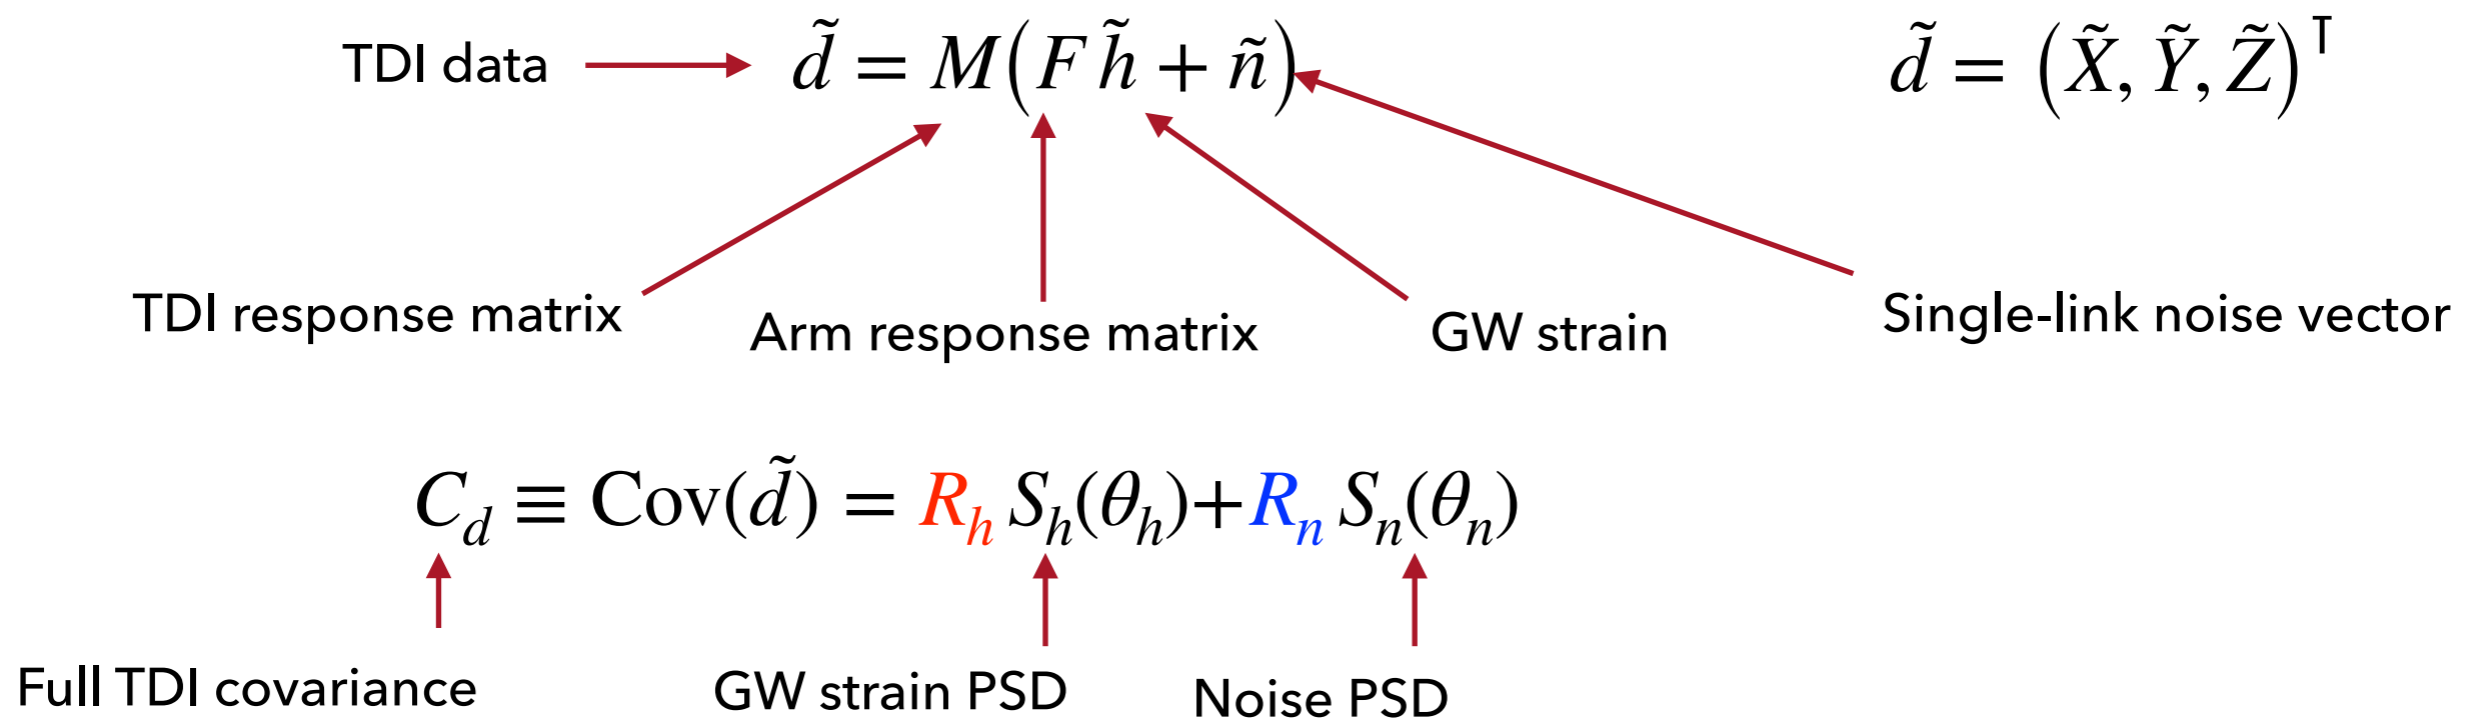 TDI data d̃ = M(F h̃ + ñ) d̃ = (X̃, Ỹ, Z̃)ᵀ
TDI response matrix Arm response matrix GW strain Single-link noise vector
C_d ≡ Cov(d̃) = R_h S_h(θ_h)+R_n S_n(θ_n)
Full TDI covariance GW strain PSD Noise PSD